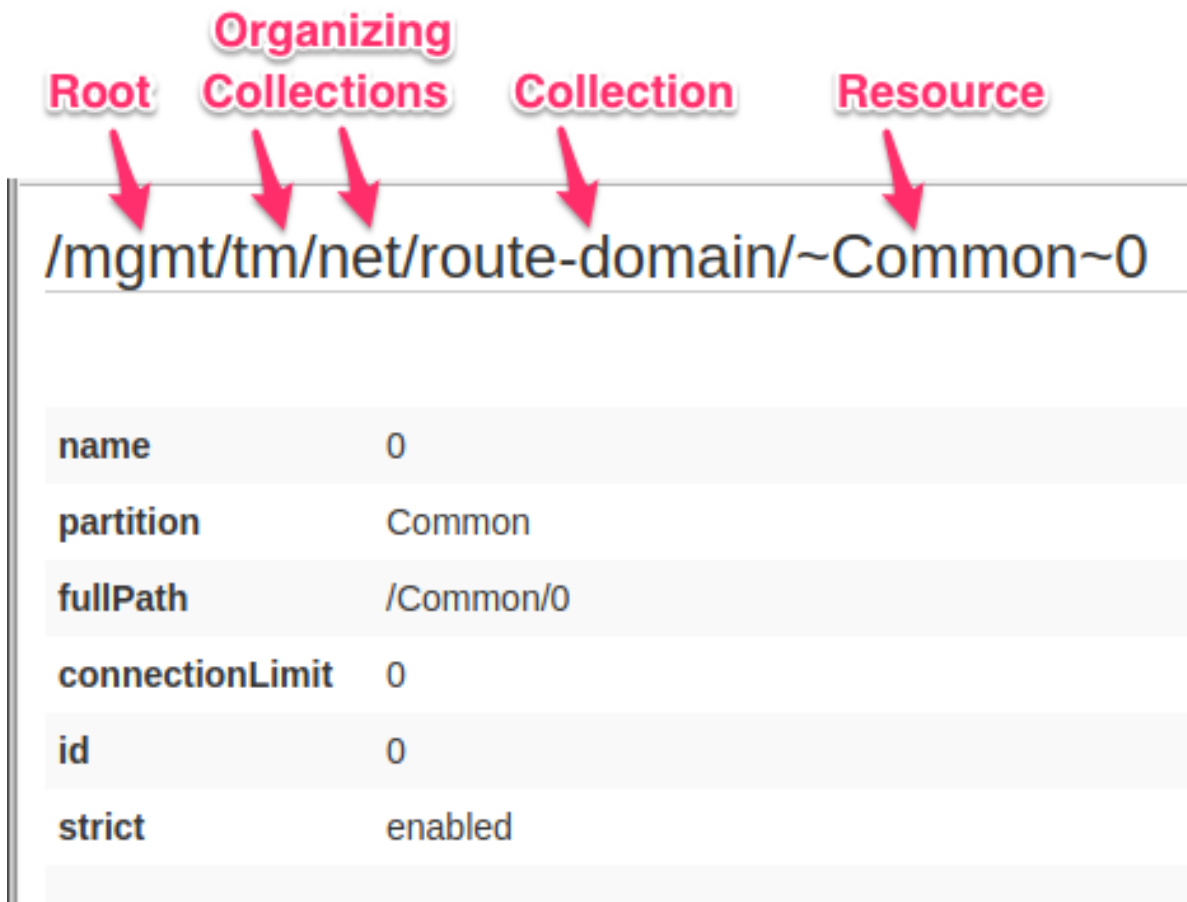 Organizing
Root Collections Collection Resource
/mgmt/tm/net/route-domain/~Common~0
name 0
partition Common
fullPath /Common/0
connectionLimit 0
id 0
strict enabled